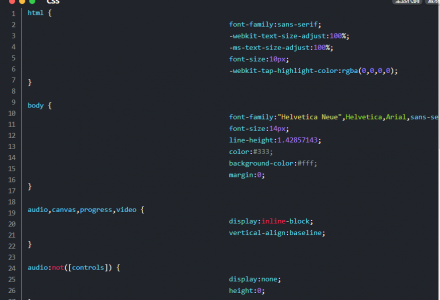 CSS
1 html {
2 font-family:sans-serif;
3 -webkit-text-size-adjust:100%;
4 -ms-text-size-adjust:100%;
5 font-size:10px;
6 -webkit-tap-highlight-color:rgba(0,0,0,0);
7 }
8
9 body {
10 font-family:"Helvetica Neue",Helvetica,Arial,sans-se
11 font-size:14px;
12 line-height:1.42857143;
13 color:#333;
14 background-color:#fff;
15 margin:0;
16 }
17
18
19 audio,canvas,progress,video {
20 display:inline-block;
21 vertical-align:baseline;
22 }
23
24 audio:not([controls]) {
25 display:none;
26 height:0;